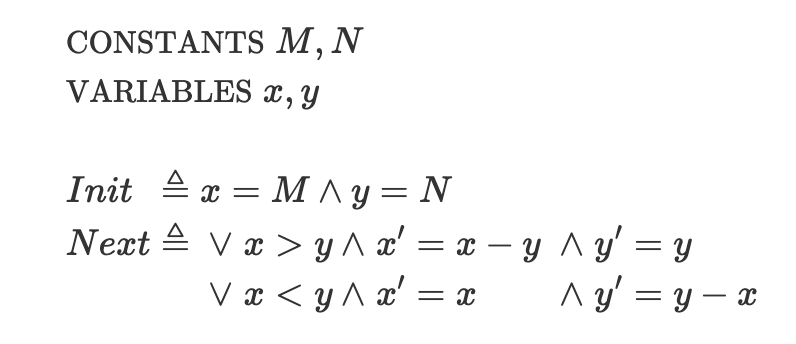 CONSTANTS M, N
VARIABLES x, y
Init ≜ x = M ∧ y = N
Next ≜ ∨ x > y ∧ x′ = x − y ∧ y′ = y
∨ x < y ∧ x′ = x ∧ y′ = y − x